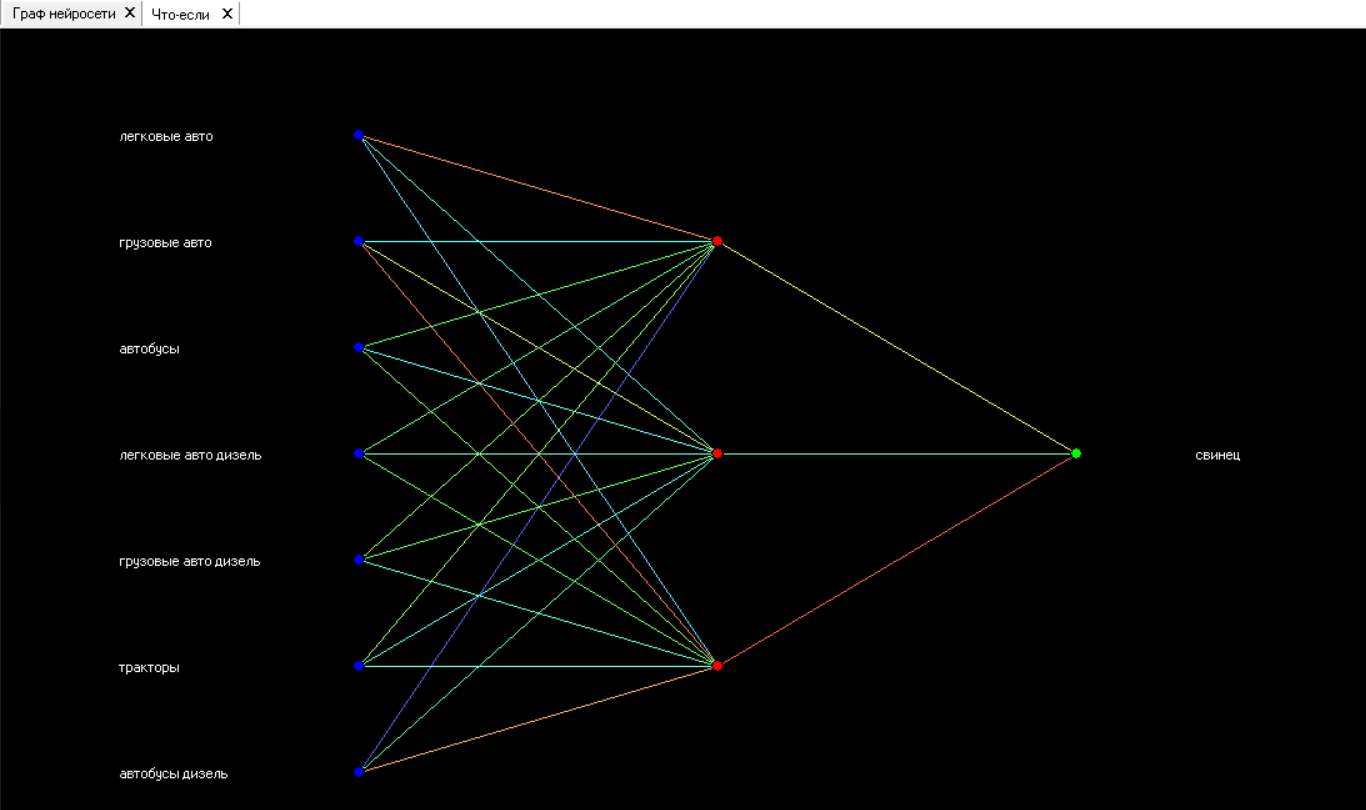 Граф нейросети X Что-если X
легковые авто
грузовые авто
автобусы
легковые авто дизель
свинец
грузовые авто дизель
тракторы
автобусы дизель